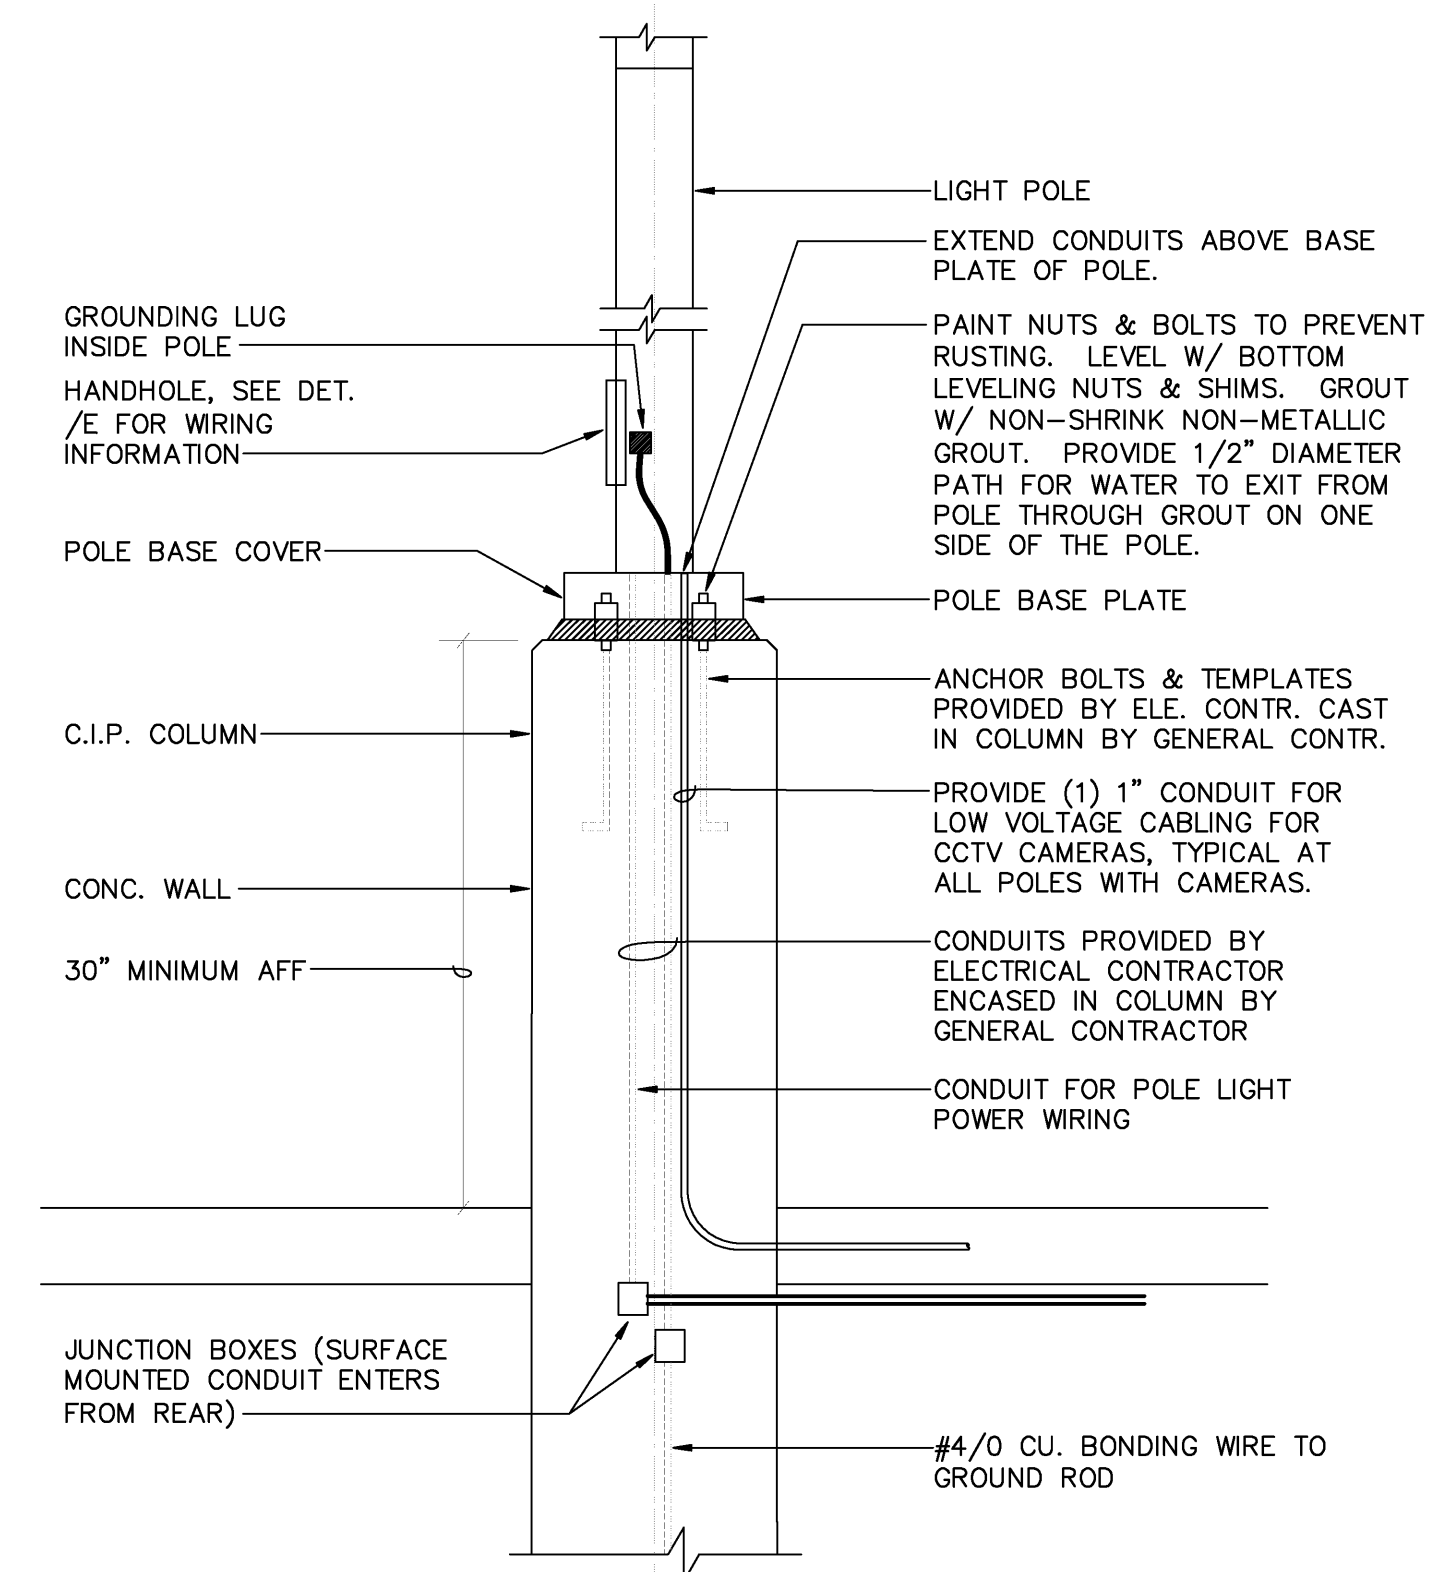 LIGHT POLE
EXTEND CONDUITS ABOVE BASE
PLATE OF POLE.
GROUNDING LUG
INSIDE POLE
PAINT NUTS & BOLTS TO PREVENT
RUSTING. LEVEL W/ BOTTOM
LEVELING NUTS & SHIMS. GROUT
W/ NON-SHRINK NON-METALLIC
GROUT. PROVIDE 1/2" DIAMETER
PATH FOR WATER TO EXIT FROM
POLE THROUGH GROUT ON ONE
SIDE OF THE POLE.
HANDHOLE, SEE DET.
/E FOR WIRING
INFORMATION
POLE BASE COVER
POLE BASE PLATE
ANCHOR BOLTS & TEMPLATES
PROVIDED BY ELE. CONTR. CAST
IN COLUMN BY GENERAL CONTR.
C.I.P. COLUMN
PROVIDE (1) 1" CONDUIT FOR
LOW VOLTAGE CABLING FOR
CCTV CAMERAS, TYPICAL AT
ALL POLES WITH CAMERAS.
CONC. WALL
CONDUITS PROVIDED BY
ELECTRICAL CONTRACTOR
ENCASED IN COLUMN BY
GENERAL CONTRACTOR
30" MINIMUM AFF
CONDUIT FOR POLE LIGHT
POWER WIRING
JUNCTION BOXES (SURFACE
MOUNTED CONDUIT ENTERS
FROM REAR)
#4/0 CU. BONDING WIRE TO
GROUND ROD